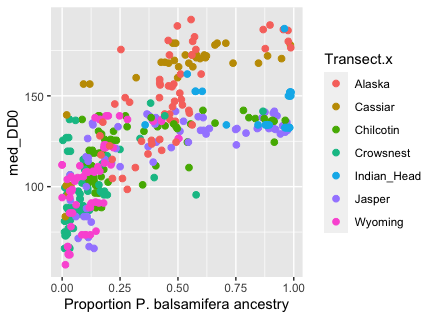 Transect.x
Alaska
Cassiar
Chilcotin
Crowsnest
Indian_Head
Jasper
Wyoming
med_DD0
150
100
0.00 0.25 0.50 0.75 1.00
Proportion P. balsamifera ancestry